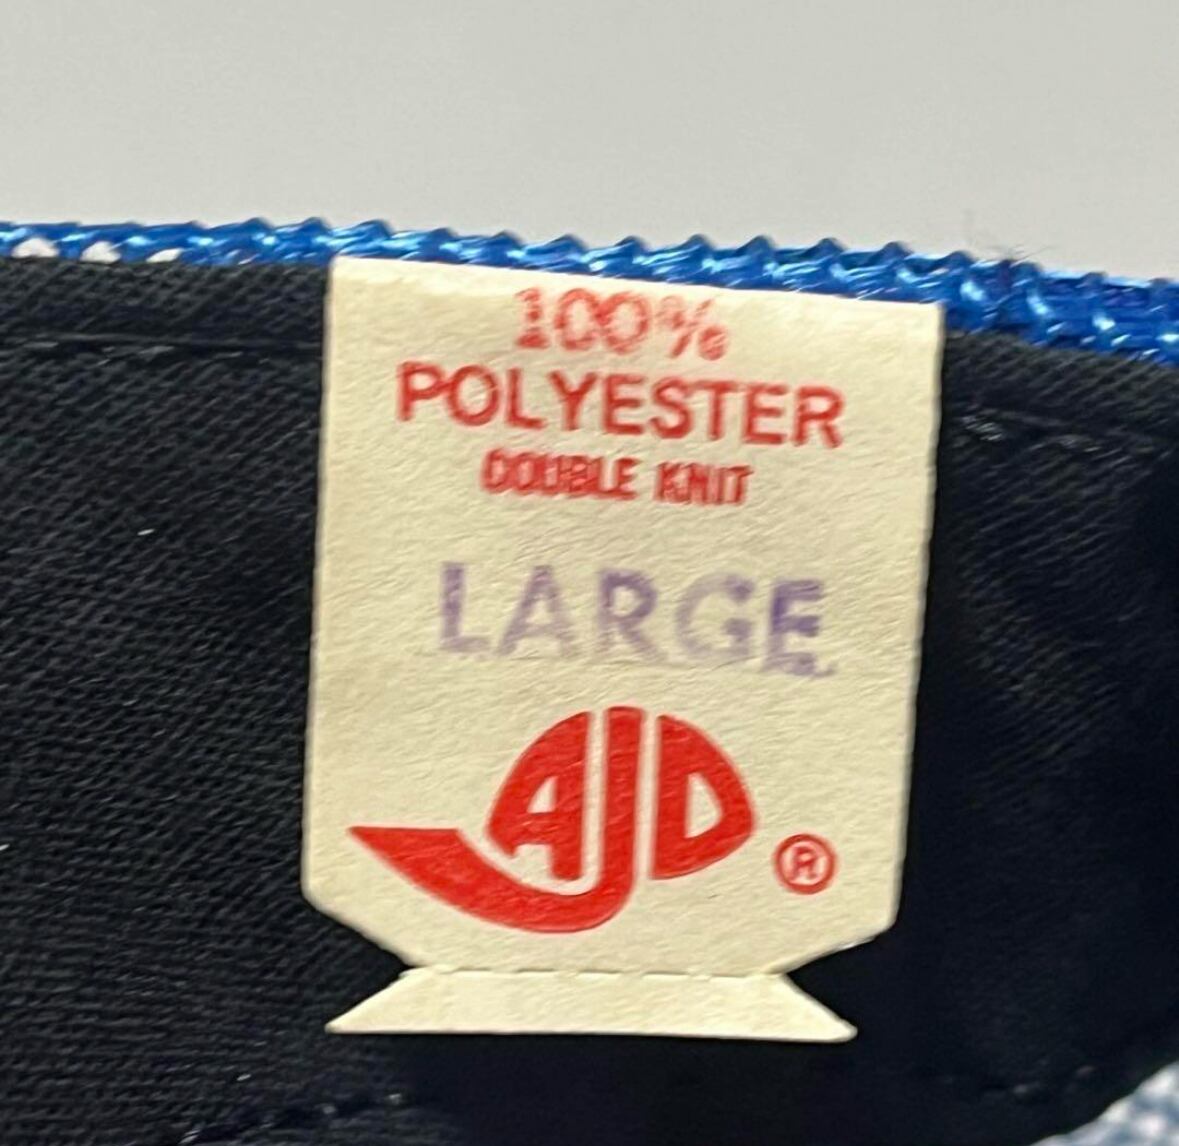 100%
POLYESTER
DOUBLE KNIT
LARGE
AJD
®